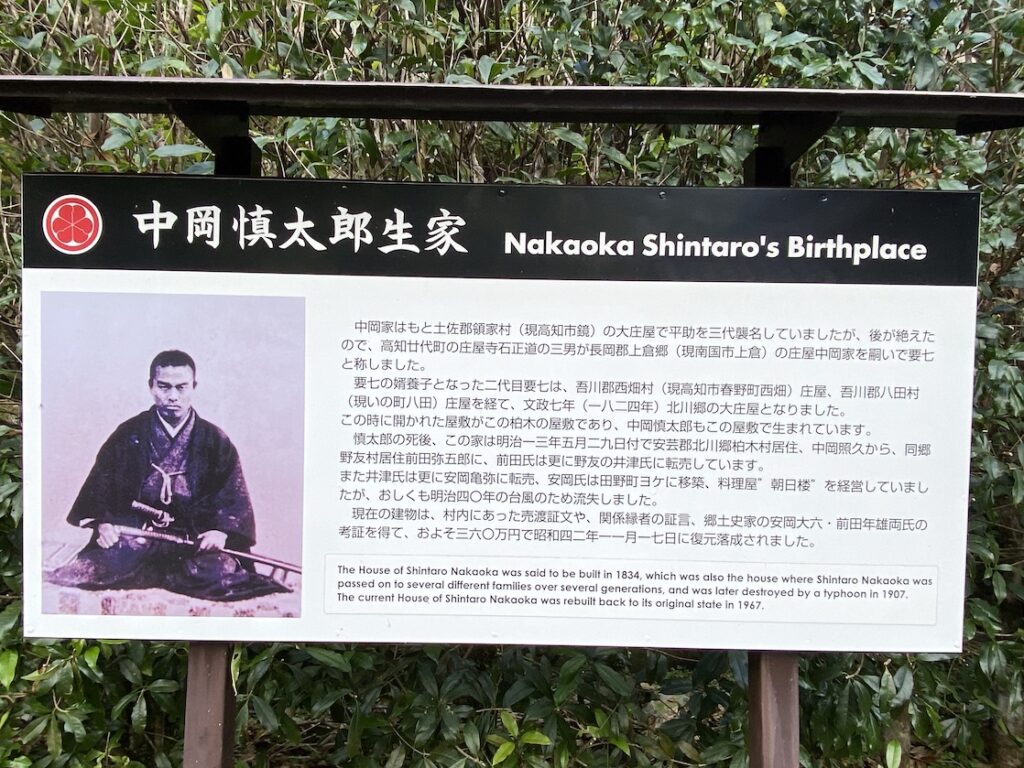 中岡慎太郎生家 Nakaoka Shintaro's Birthplace
中岡家はもと土佐郡領家村（現高知市鏡）の大庄屋で平助を三代襲名していましたが、後が絶えた
ので、高知廿代町の庄屋寺石正道の三男が長岡郡上倉郷（現南国市上倉）の庄屋中岡家を嗣いで要七
と称しました。
要七の婿養子となった二代目要七は、吾川郡西畑村（現高知市春野町西畑）庄屋、吾川郡八田村
（現いの町八田）庄屋を経て、文政七年（一八二四年）北川郷の大庄屋となりました。
この時に開かれた屋敷がこの柏木の屋敷であり、中岡慎太郎もこの屋敷で生まれています。
慎太郎の死後、この家は明治一三年五月二九日付で安芸郡北川郷柏木村居住、中岡照久から、同郷
野友村居住前田弥五郎に、前田氏は更に野友の井津氏に転売しています。
また井津氏は更に安岡亀弥に転売、安岡氏は田野町ヨケに移築、料理屋”朝日楼”を経営していまし
たが、おしくも明治四〇年の台風のため流失しました。
現在の建物は、村内にあった売渡証文や、関係縁者の証言、郷土史家の安岡大六・前田年雄両氏の
考証を得て、およそ三六〇万円で昭和四二年一一月一七日に復元落成されました。
The House of Shintaro Nakaoka was said to be built in 1834, which was also the house where Shintaro Nakaoka was
passed on to several different families over several generations, and was later destroyed by a typhoon in 1907.
The current House of Shintaro Nakaoka was rebuilt back to its original state in 1967.